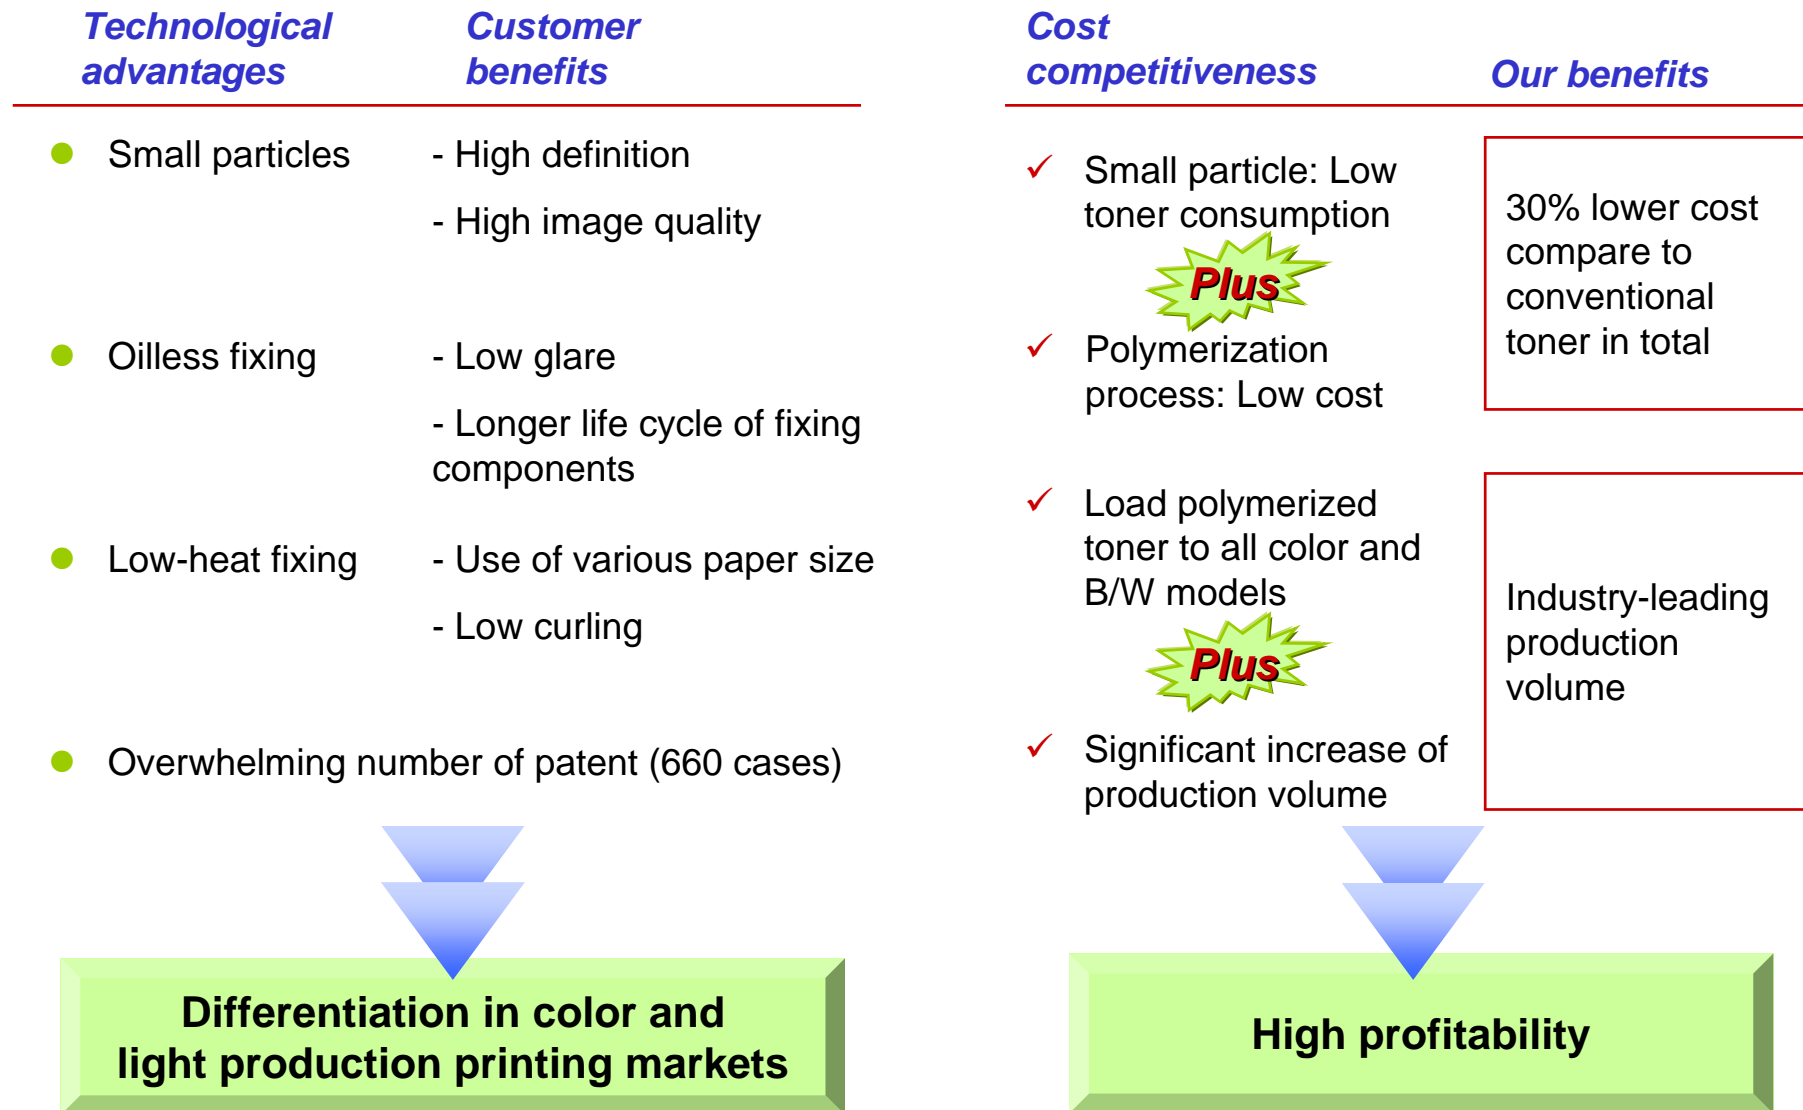 Technological
advantages
Customer
benefits
Small particles
- High definition
- High image quality
Oilless fixing
- Low glare
- Longer life cycle of fixing
components
Low-heat fixing
- Use of various paper size
- Low curling
Overwhelming number of patent (660 cases)
Differentiation in color and
light production printing markets
Cost
competitiveness
Our benefits
Small particle: Low
toner consumption
Plus
Polymerization
process: Low cost
30% lower cost
compare to
conventional
toner in total
Load polymerized
toner to all color and
B/W models
Plus
Significant increase of
production volume
Industry-leading
production
volume
High profitability